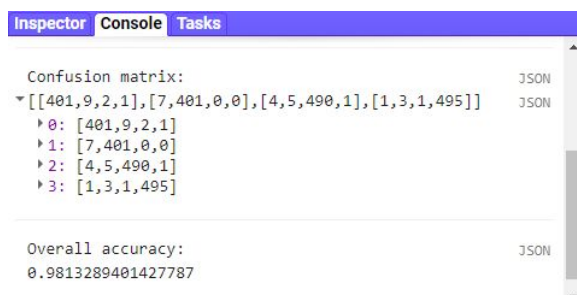 Inspector Console Tasks
Confusion matrix: JSON
[[401,9,2,1],[7,401,0,0],[4,5,490,1],[1,3,1,495]] JSON
0: [401,9,2,1]
1: [7,401,0,0]
2: [4,5,490,1]
3: [1,3,1,495]
Overall accuracy: JSON
0.9813289401427787